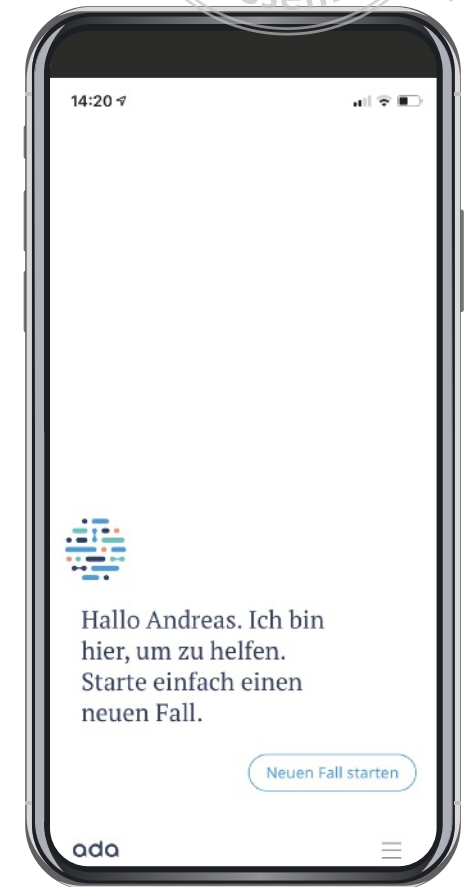 14:20
Hallo Andreas. Ich bin
hier, um zu helfen.
Starte einfach einen
neuen Fall.
Neuen Fall starten
ada